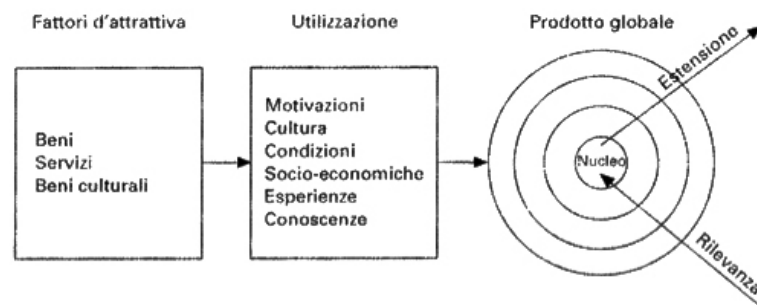 Fattori d'attrattiva
Utilizzazione
Prodotto globale
Beni
Servizi
Beni culturali
Motivazioni
Cultura
Condizioni
Socio-economiche
Esperienze
Conoscenze
Nucleo
Estensione
Rilevanza